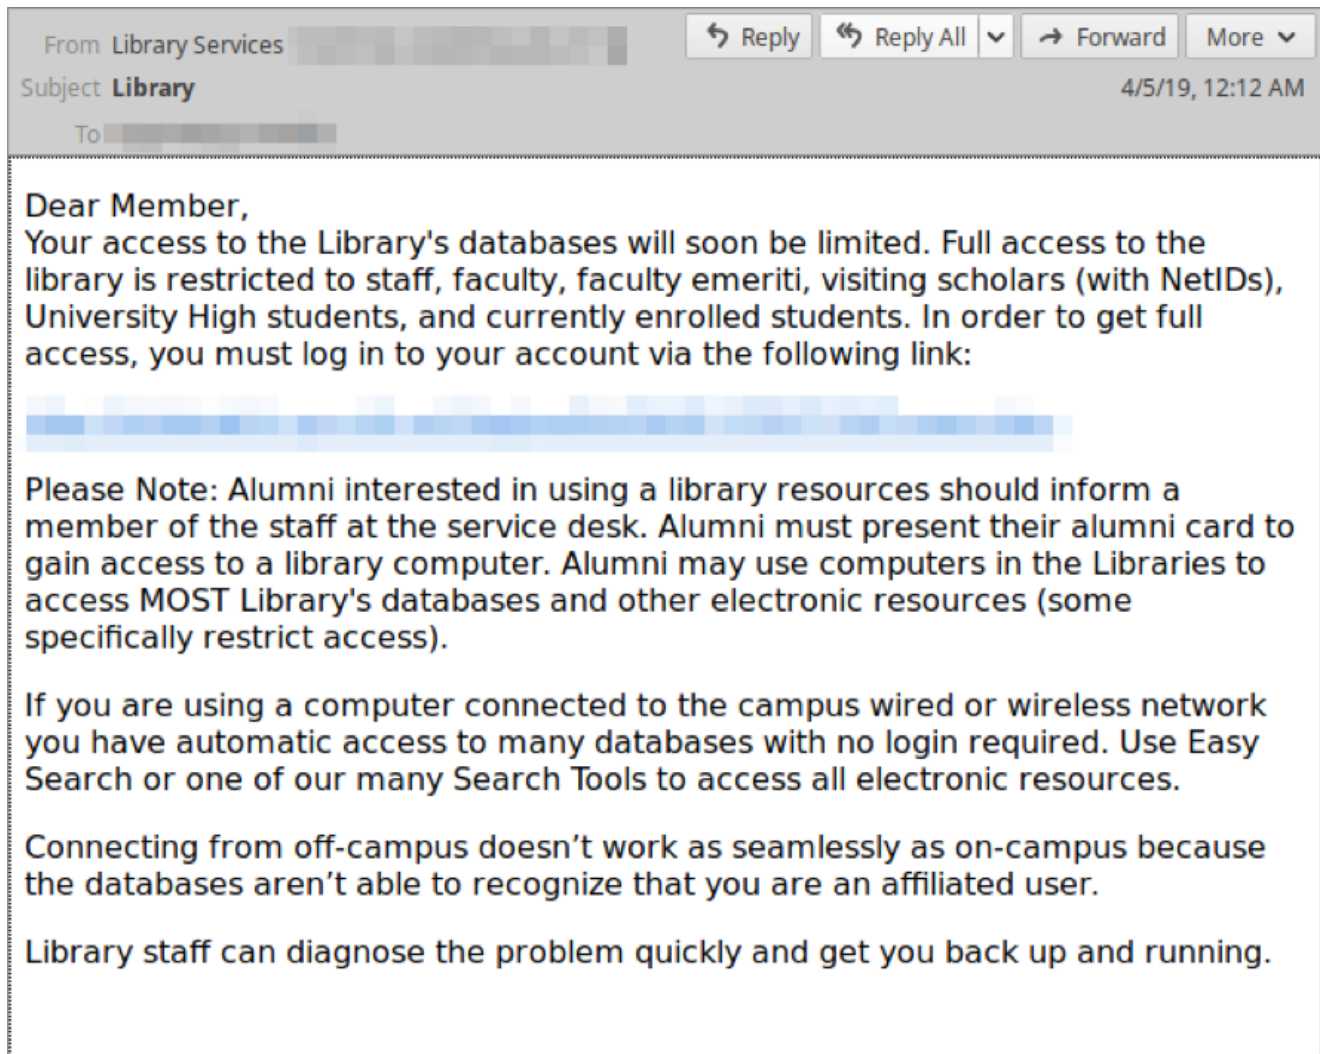 From Library Services
Reply
Reply All
Forward
More
Subject Library
4/5/19, 12:12 AM
To
Dear Member,
Your access to the Library's databases will soon be limited. Full access to the
library is restricted to staff, faculty, faculty emeriti, visiting scholars (with NetIDs),
University High students, and currently enrolled students. In order to get full
access, you must log in to your account via the following link:
Please Note: Alumni interested in using a library resources should inform a
member of the staff at the service desk. Alumni must present their alumni card to
gain access to a library computer. Alumni may use computers in the Libraries to
access MOST Library's databases and other electronic resources (some
specifically restrict access).
If you are using a computer connected to the campus wired or wireless network
you have automatic access to many databases with no login required. Use Easy
Search or one of our many Search Tools to access all electronic resources.
Connecting from off-campus doesn’t work as seamlessly as on-campus because
the databases aren’t able to recognize that you are an affiliated user.
Library staff can diagnose the problem quickly and get you back up and running.